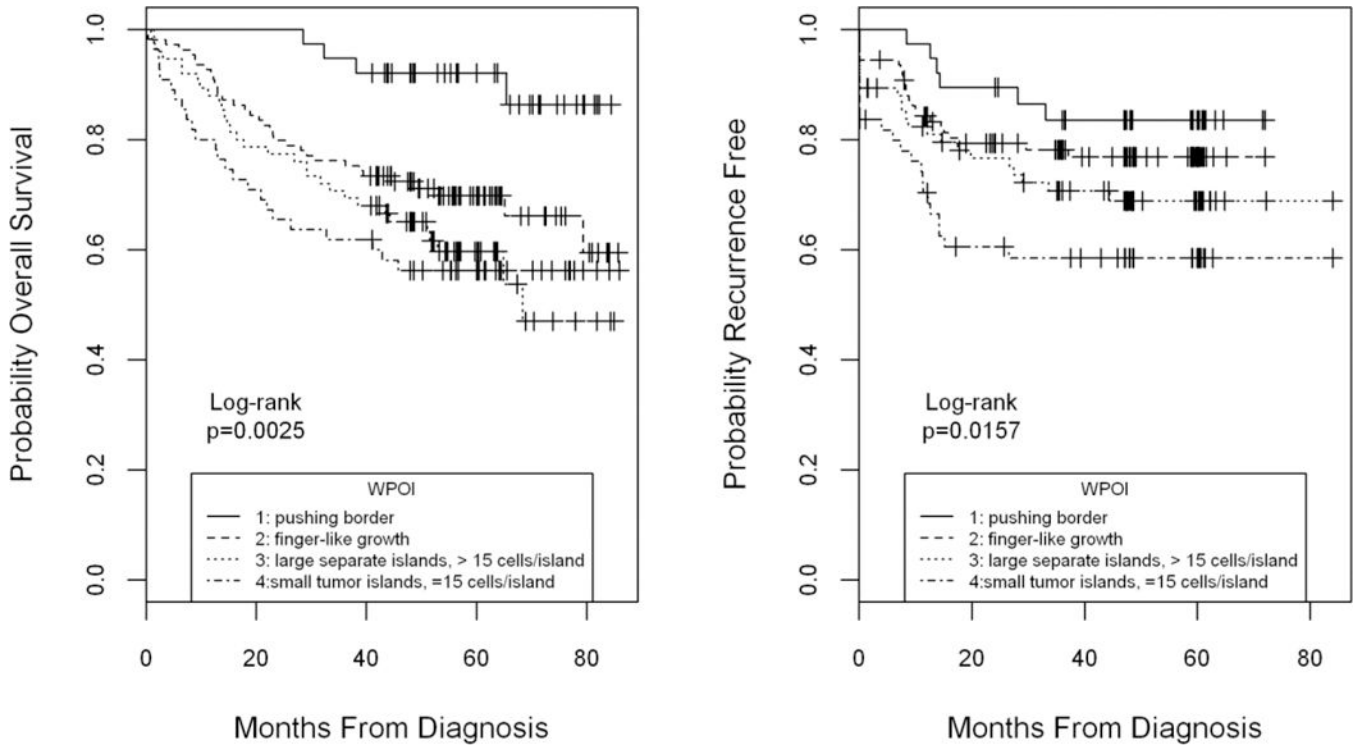 Probability Overall Survival
1.0
0.8
0.6
0.4
0.2
0.0
Log-rank
p=0.0025
WPOI
1: pushing border
2: finger-like growth
3: large separate islands, > 15 cells/island
4:small tumor islands, =15 cells/island
0 20 40 60 80
Months From Diagnosis
Probability Recurrence Free
1.0
0.8
0.6
0.4
0.2
0.0
Log-rank
p=0.0157
WPOI
1: pushing border
2: finger-like growth
3: large separate islands, > 15 cells/island
4:small tumor islands, =15 cells/island
0 20 40 60 80
Months From Diagnosis